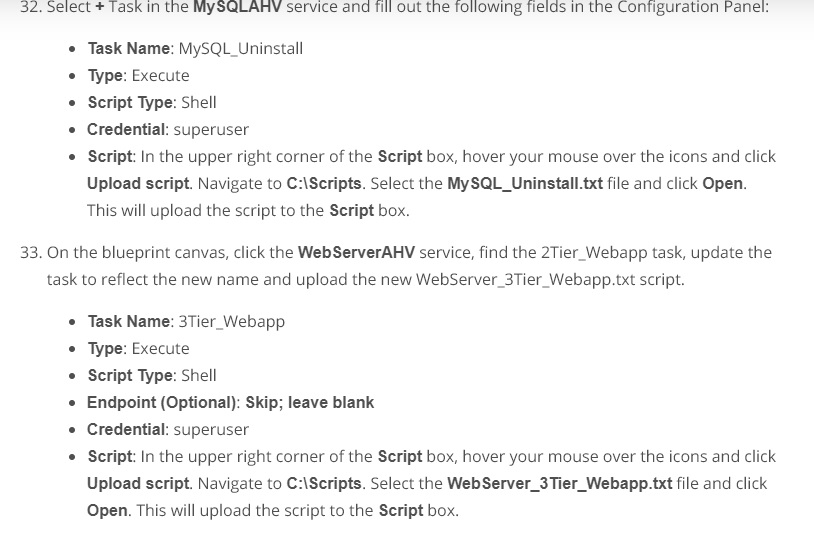 32. Select + Task in the MySQLAHV service and fill out the following fields in the Configuration Panel:
• Task Name: MySQL_Uninstall
• Type: Execute
• Script Type: Shell
• Credential: superuser
• Script: In the upper right corner of the Script box, hover your mouse over the icons and click
Upload script. Navigate to C:\Scripts. Select the MySQL_Uninstall.txt file and click Open.
This will upload the script to the Script box.
33. On the blueprint canvas, click the WebServerAHV service, find the 2Tier_Webapp task, update the
task to reflect the new name and upload the new WebServer_3Tier_Webapp.txt script.
• Task Name: 3Tier_Webapp
• Type: Execute
• Script Type: Shell
• Endpoint (Optional): Skip; leave blank
• Credential: superuser
• Script: In the upper right corner of the Script box, hover your mouse over the icons and click
Upload script. Navigate to C:\Scripts. Select the WebServer_3Tier_Webapp.txt file and click
Open. This will upload the script to the Script box.